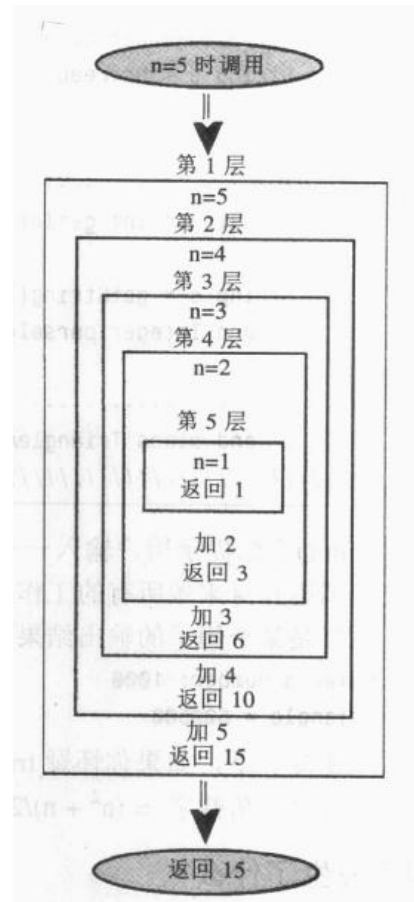 n=5 时调用
第 1 层
n=5
第 2 层
n=4
第 3 层
n=3
第 4 层
n=2
第 5 层
n=1
返回 1
加 2
返回 3
加 3
返回 6
加 4
返回 10
加 5
返回 15
返回 15